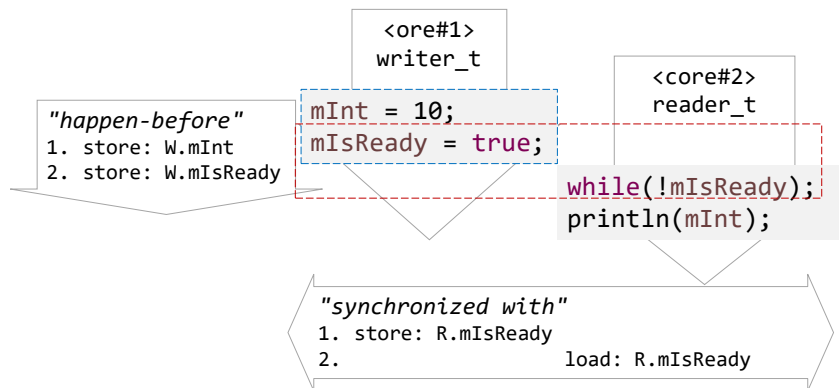 <ore#1>
writer_t
<core#2>
reader_t
"happen-before"
1. store: W.mInt
2. store: W.mIsReady
mInt = 10;
mIsReady = true;
while(!mIsReady);
println(mInt);
"synchronized with"
1. store: R.mIsReady
2. load: R.mIsReady